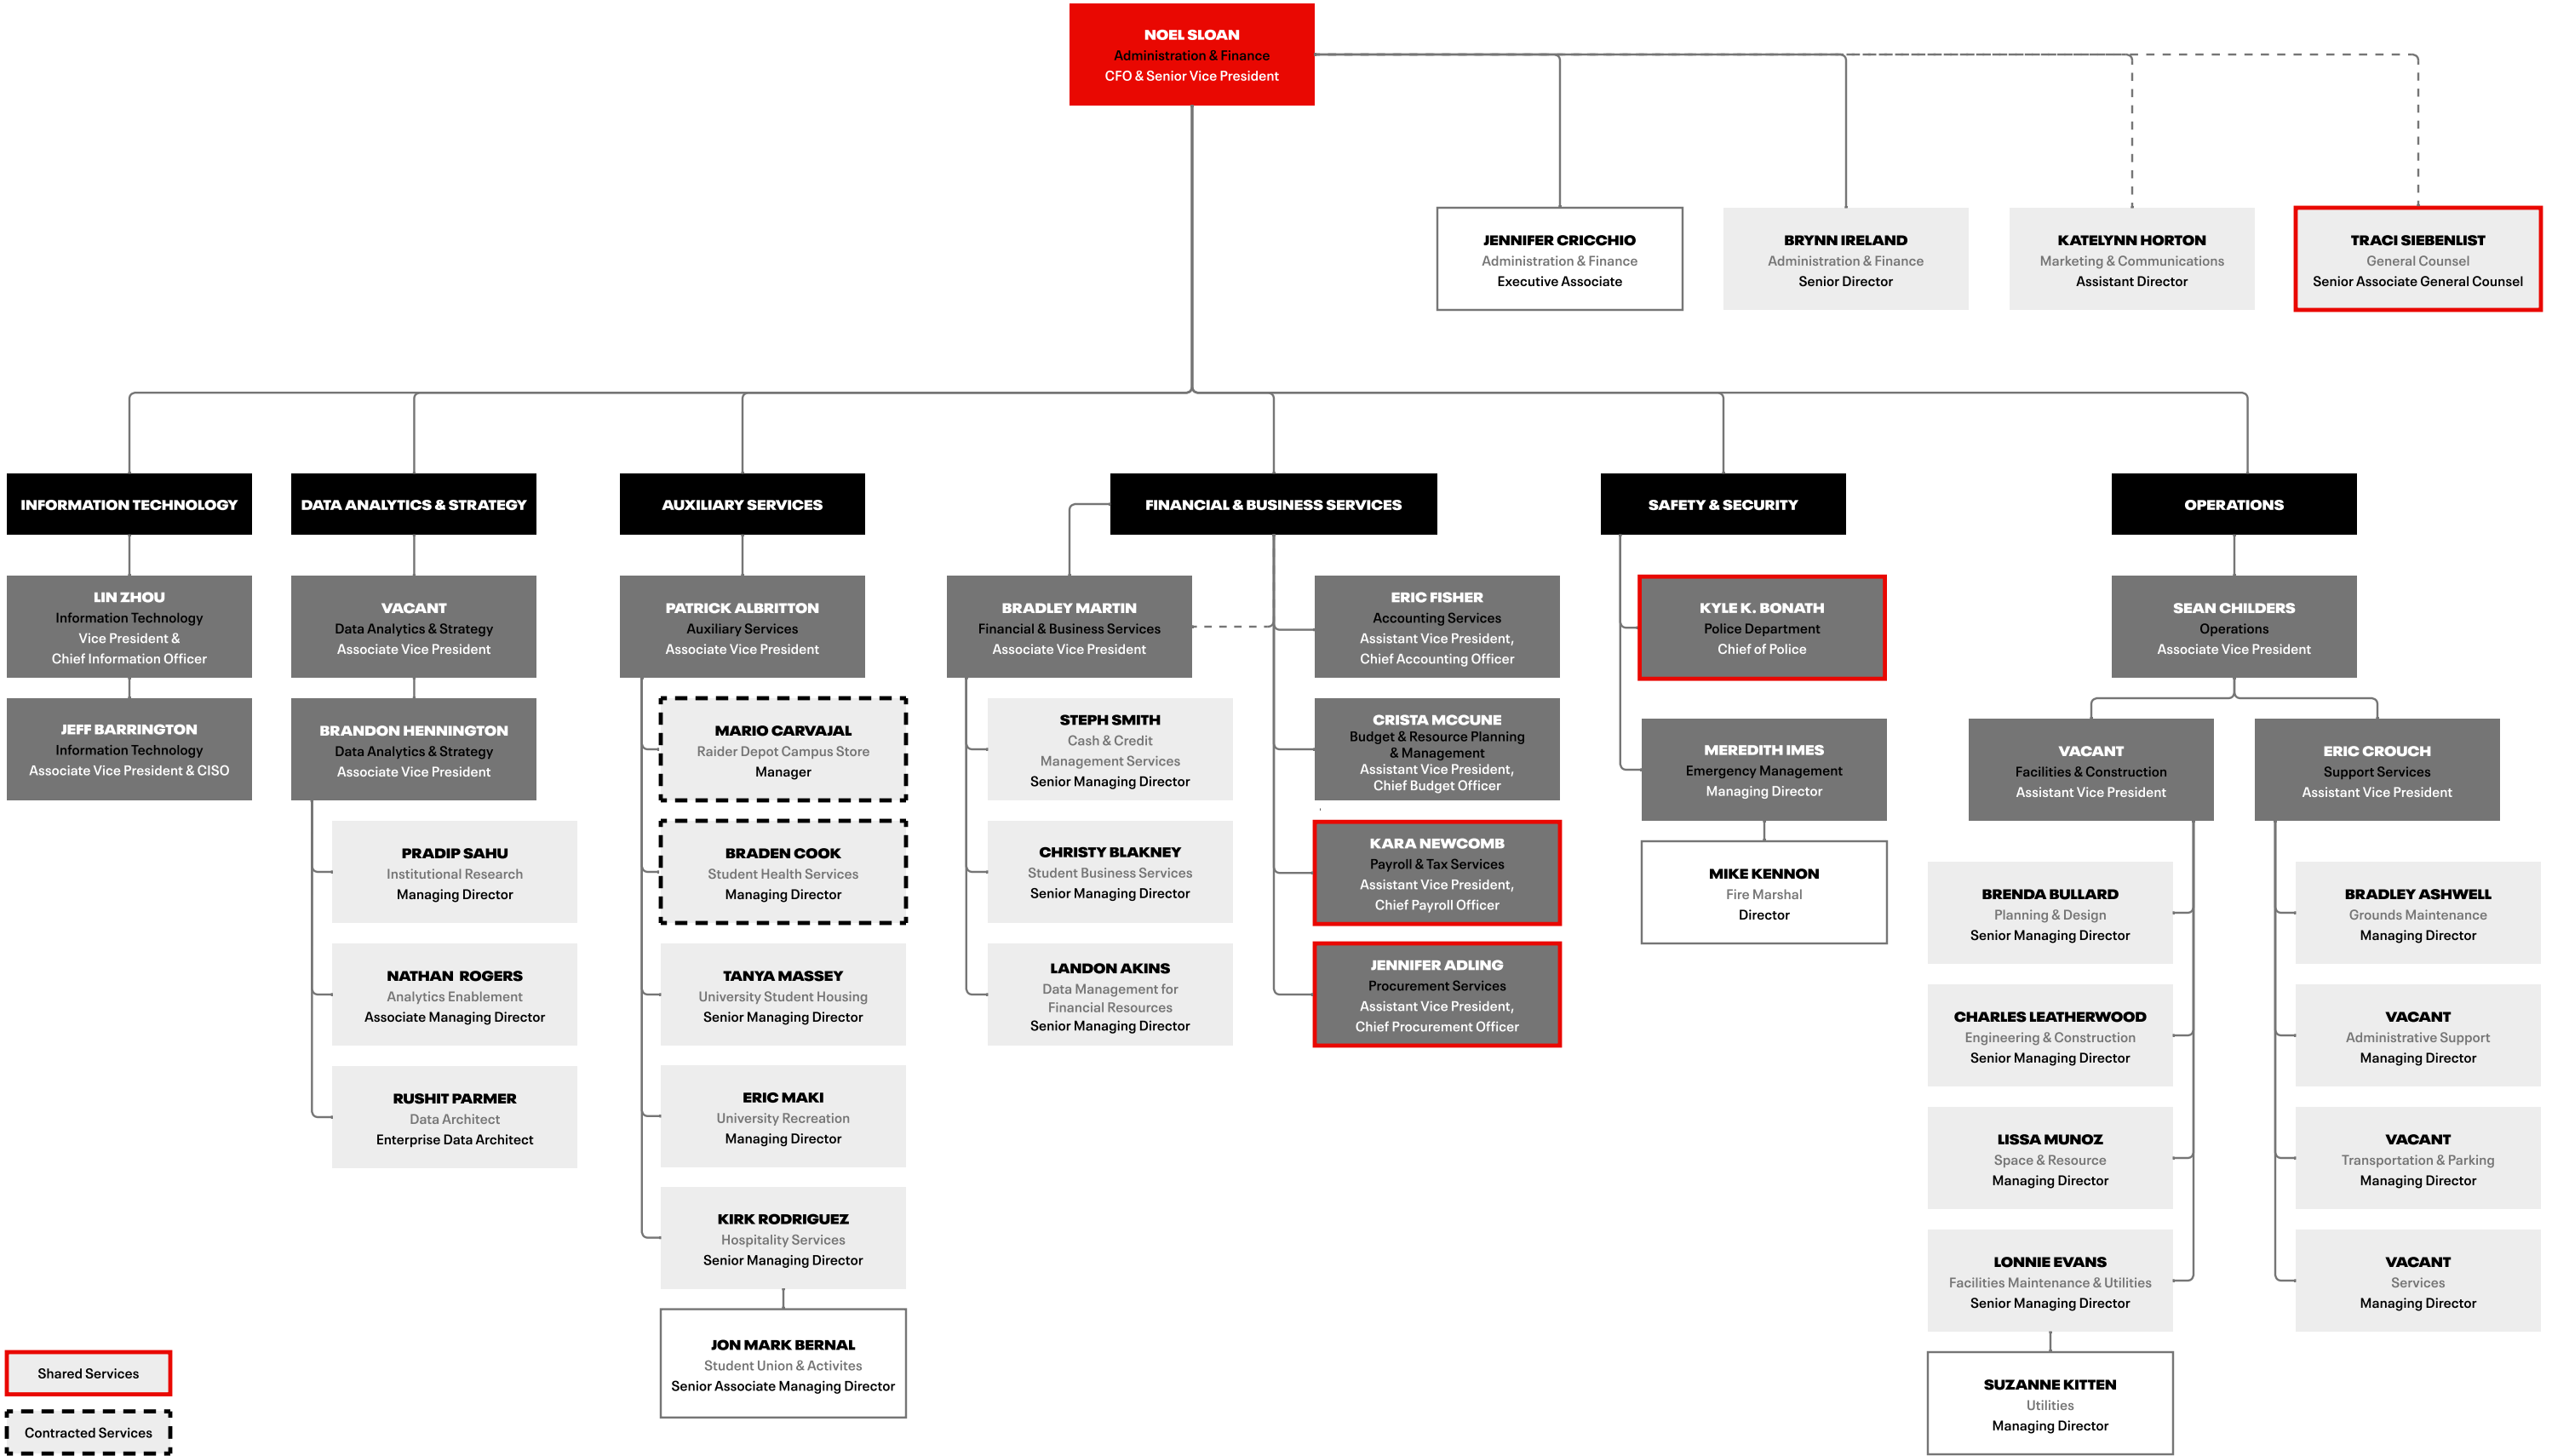 NOEL SLOAN
Administration & Finance
CFO & Senior Vice President
JENNIFER CRICCHIO
Administration & Finance
Executive Associate
BRYNN IRELAND
Administration & Finance
Senior Director
KATELYNN HORTON
Marketing & Communications
Assistant Director
TRACI SIEBENLIST
General Counsel
Senior Associate General Counsel
INFORMATION TECHNOLOGY
LIN ZHOU
Information Technology
Vice President &
Chief Information Officer
JEFF BARRINGTON
Information Technology
Associate Vice President & CISO
DATA ANALYTICS & STRATEGY
VACANT
Data Analytics & Strategy
Associate Vice President
BRANDON HENNINGTON
Data Analytics & Strategy
Associate Vice President
PRADIP SAHU
Institutional Research
Managing Director
NATHAN ROGERS
Analytics Enablement
Associate Managing Director
RUSHIT PARMER
Data Architect
Enterprise Data Architect
AUXILIARY SERVICES
PATRICK ALBRITTON
Auxiliary Services
Associate Vice President
MARIO CARVAJAL
Raider Depot Campus Store
Manager
BRADEN COOK
Student Health Services
Managing Director
TANYA MASSEY
University Student Housing
Senior Managing Director
ERIC MAKI
University Recreation
Managing Director
KIRK RODRIGUEZ
Hospitality Services
Senior Managing Director
JON MARK BERNAL
Student Union & Activites
Senior Associate Managing Director
FINANCIAL & BUSINESS SERVICES
BRADLEY MARTIN
Financial & Business Services
Associate Vice President
STEPH SMITH
Cash & Credit
Management Services
Senior Managing Director
CHRISTY BLAKNEY
Student Business Services
Senior Managing Director
LANDON AKINS
Data Management for
Financial Resources
Senior Managing Director
ERIC FISHER
Accounting Services
Assistant Vice President,
Chief Accounting Officer
CRISTA MCCUNE
Budget & Resource Planning
& Management
Assistant Vice President,
Chief Budget Officer
KARA NEWCOMB
Payroll & Tax Services
Assistant Vice President,
Chief Payroll Officer
JENNIFER ADLING
Procurement Services
Assistant Vice President,
Chief Procurement Officer
SAFETY & SECURITY
KYLE K. BONATH
Police Department
Chief of Police
MEREDITH IMES
Emergency Management
Managing Director
MIKE KENNON
Fire Marshal
Director
OPERATIONS
SEAN CHILDERS
Operations
Associate Vice President
VACANT
Facilities & Construction
Assistant Vice President
BRENDA BULLARD
Planning & Design
Senior Managing Director
CHARLES LEATHERWOOD
Engineering & Construction
Senior Managing Director
LISSA MUNOZ
Space & Resource
Managing Director
LONNIE EVANS
Facilities Maintenance & Utilities
Senior Managing Director
SUZANNE KITTEN
Utilities
Managing Director
ERIC CROUCH
Support Services
Assistant Vice President
BRADLEY ASHWELL
Grounds Maintenance
Managing Director
VACANT
Administrative Support
Managing Director
VACANT
Transportation & Parking
Managing Director
VACANT
Services
Managing Director
Shared Services
Contracted Services